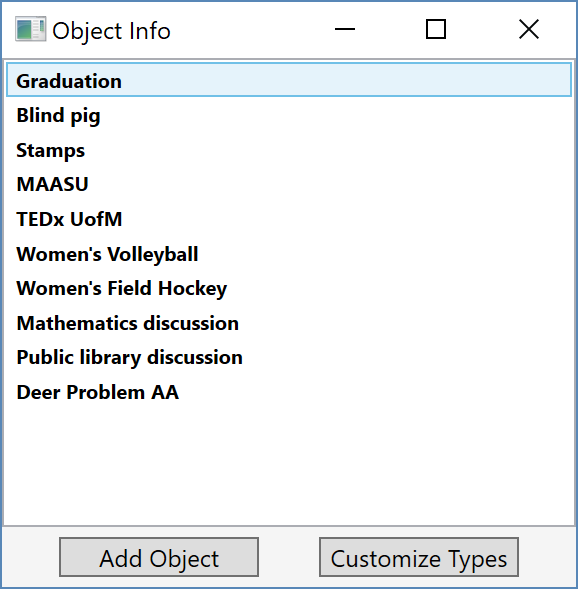 Object Info
Graduation
Blind pig
Stamps
MAASU
TEDx UofM
Women's Volleyball
Women's Field Hockey
Mathematics discussion
Public library discussion
Deer Problem AA
Add Object
Customize Types